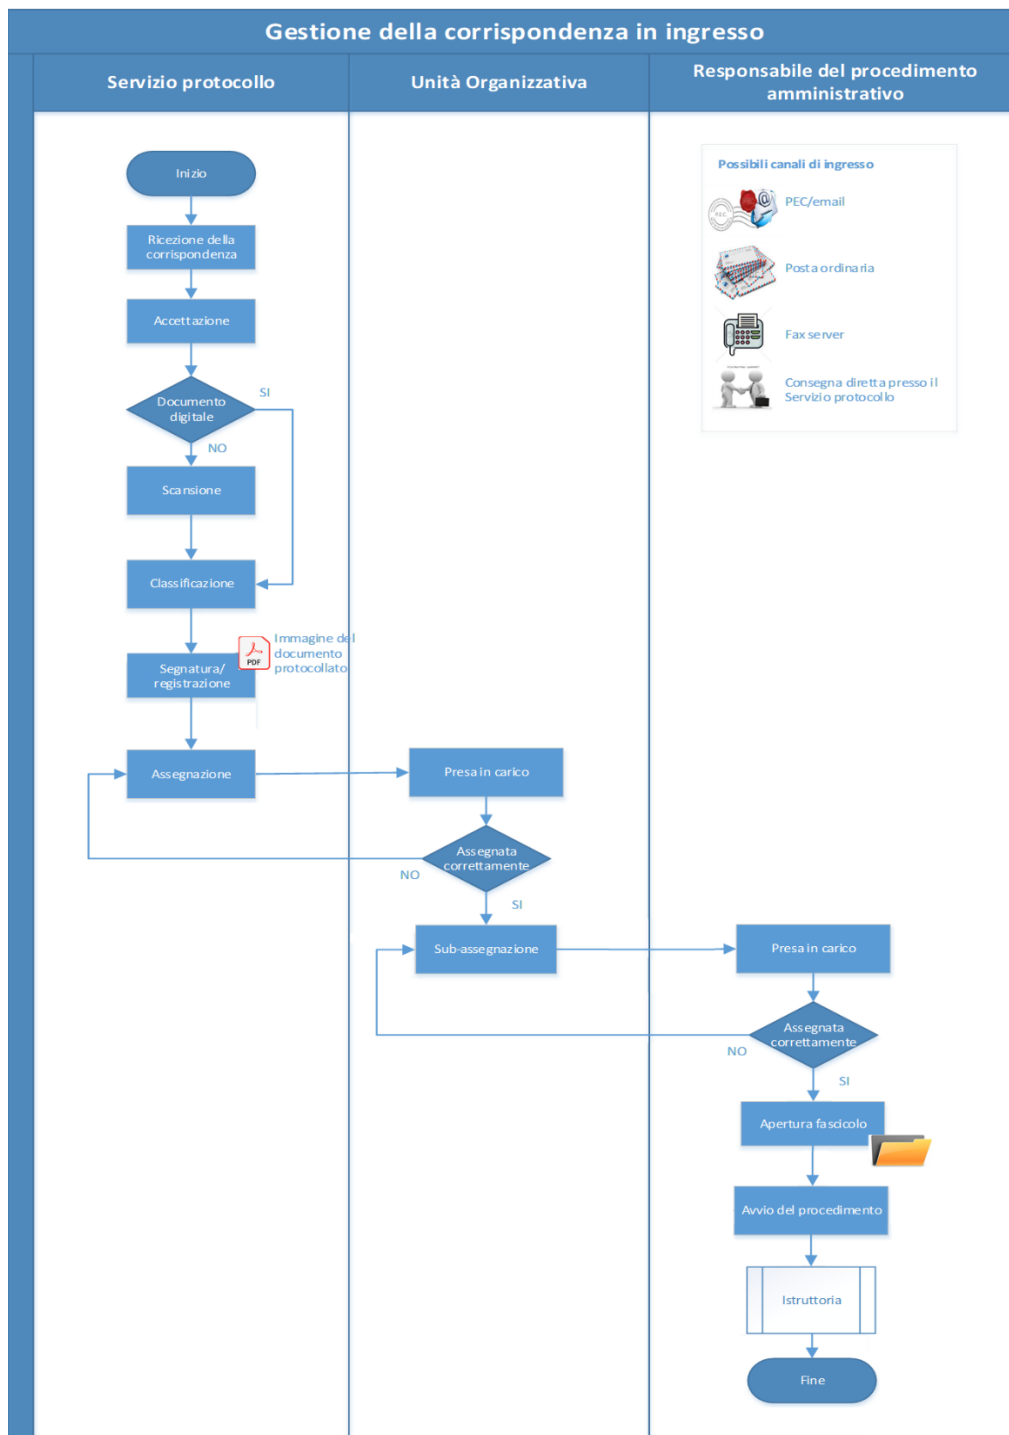 Gestione della corrispondenza in ingresso
Servizio protocollo
Unità Organizzativa
Responsabile del procedimento
amministrativo
Inizio
Ricezione della
corrispondenza
Accettazione
Documento
digitale
SI
NO
Scansione
Classificazione
Segnatura/
registrazione
PDF
Immagine del
documento
protocollato
Assegnazione
Presa in carico
Assegnata
correttamente
NO
SI
Sub-assegnazione
Possibili canali di ingresso
P.E.C.
PEC/email
Posta ordinaria
Fax server
Consegna diretta presso il
Servizio protocollo
Presa in carico
Assegnata
correttamente
NO
SI
Apertura fascicolo
Avvio del procedimento
Istruttoria
Fine